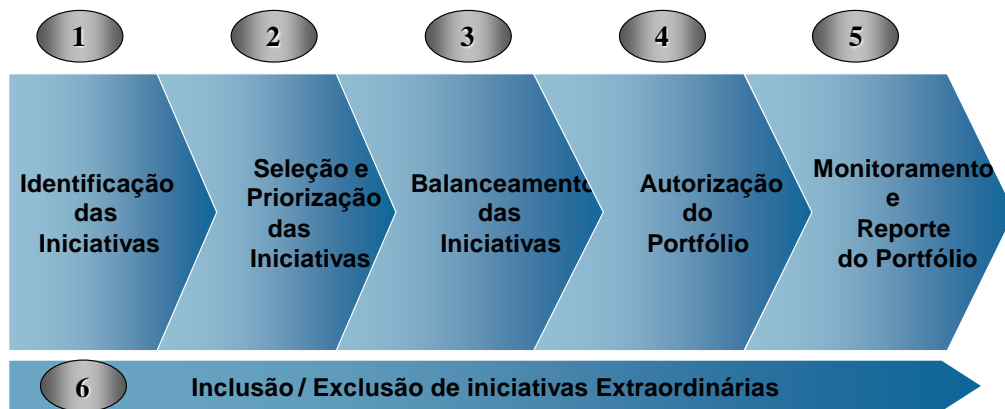 1
2
3
4
5
Identificação
das
Iniciativas
Seleção e
Priorização
das
Iniciativas
Balanceamento
das
Iniciativas
Autorização
do
Portfólio
Monitoramento
e
Reporte
do Portfólio
6
Inclusão / Exclusão de iniciativas Extraordinárias